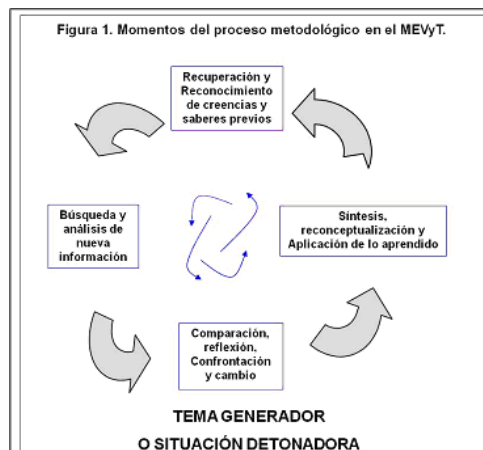 Figura 1. Momentos del proceso metodológico en el MEVyT.
Recuperación y
Reconocimiento
de creencias y
saberes previos
Búsqueda y
análisis de
nueva
información
Síntesis,
reconceptualización y
Aplicación de lo aprendido
Comparación,
reflexión,
Confrontación
y cambio
TEMA GENERADOR
O SITUACIÓN DETONADORA